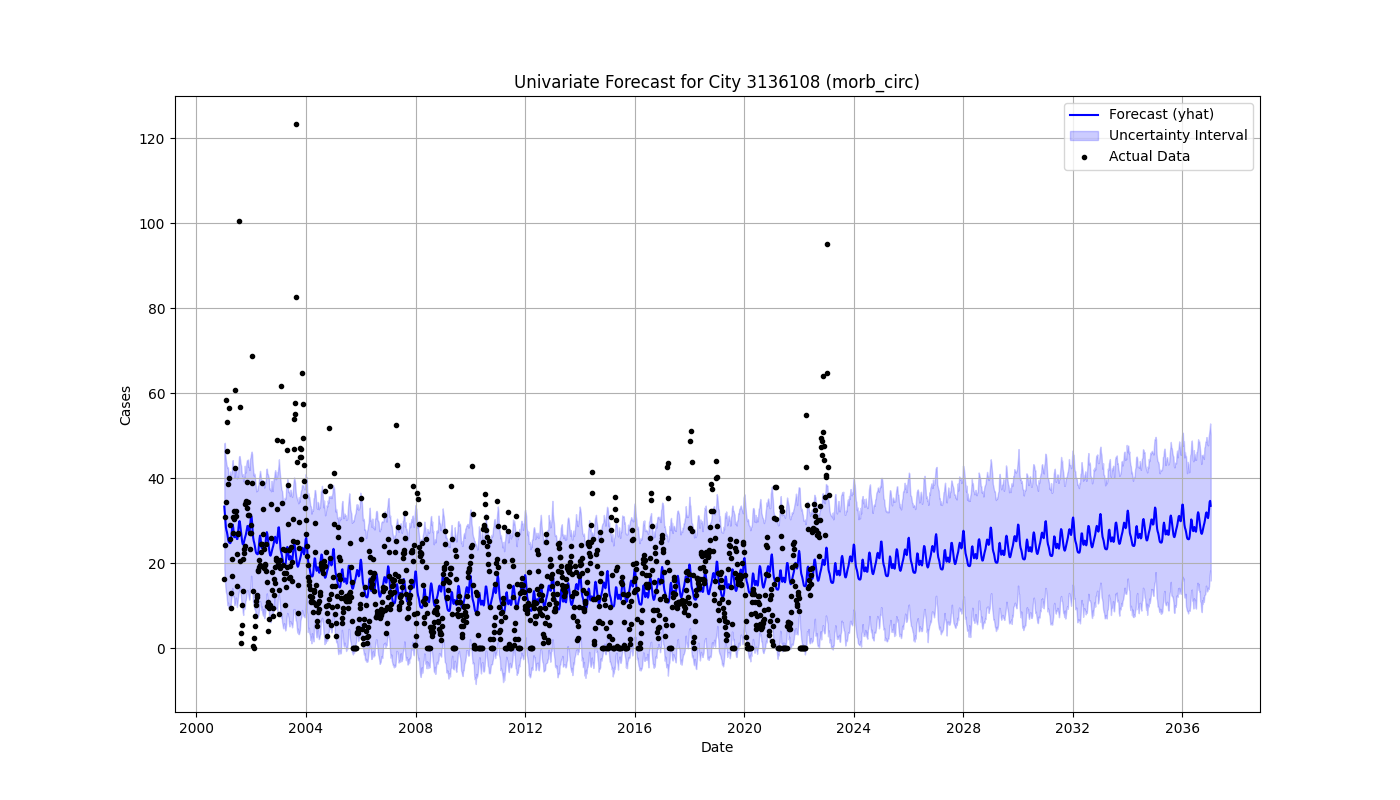 Univariate Forecast for City 3136108 (morb_circ)
Forecast (yhat)
Uncertainty Interval
Actual Data
120
100
80
60
40
20
0
Cases
2000 2004 2008 2012 2016 2020 2024 2028 2032 2036
Date